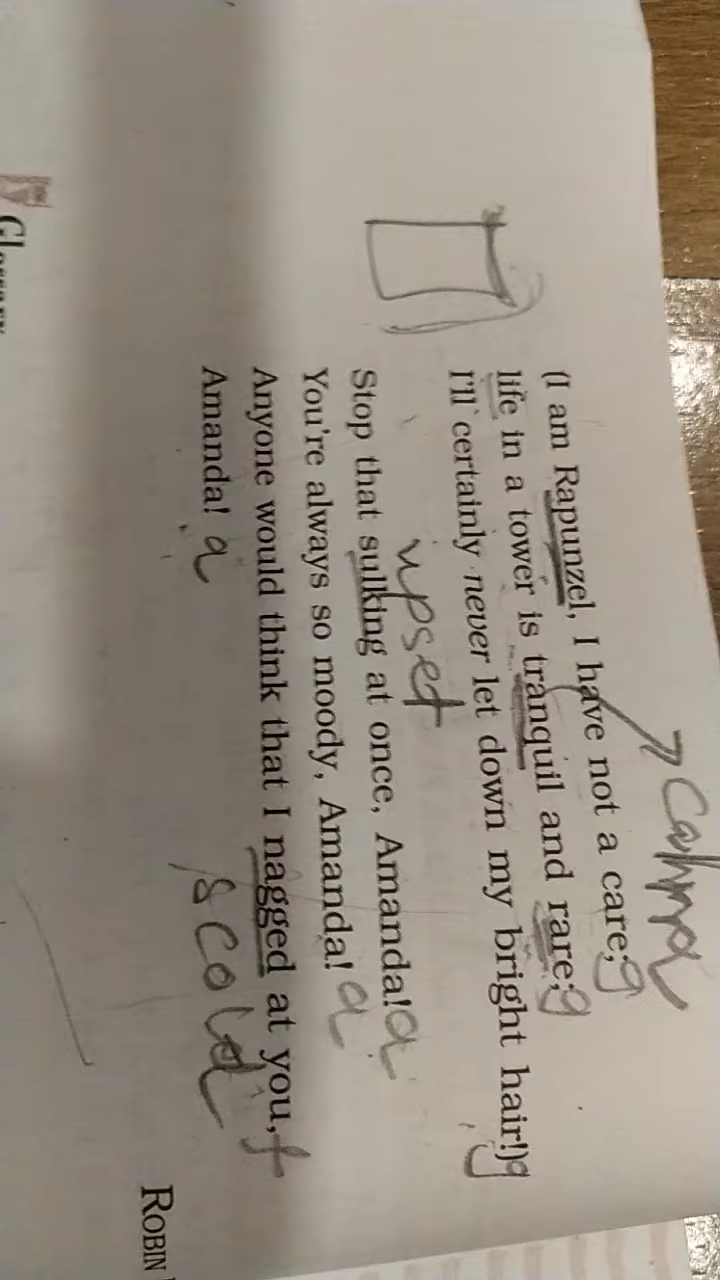 (I am Rapunzel, I have not a care; g
life in a tower is tranquil and rare; g
I'll certainly never let down my bright hair!) g
upset
Stop that sulking at once, Amanda! a
You're always so moody, Amanda! a
Anyone would think that I nagged at you, f
scold
Amanda! a
ROBIN
Glossary